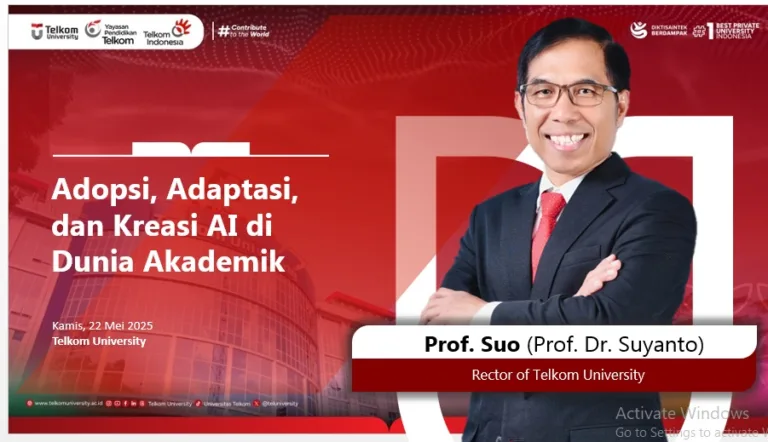 Telkom University
Yayasan Pendidikan Telkom
Telkom Indonesia
#Contribute to the World
DIKTISAINTEK BERDAMPAK
#1 BEST PRIVATE UNIVERSITY INDONESIA
Adopsi, Adaptasi,
dan Kreasi AI di
Dunia Akademik
Kamis, 22 Mei 2025
Telkom University
Prof. Suo (Prof. Dr. Suyanto)
Rector of Telkom University
www.telkomuniversity.ac.id Telkom University Universitas Telkom @teluniversity
Activate Windows
Go to Settings to activate W